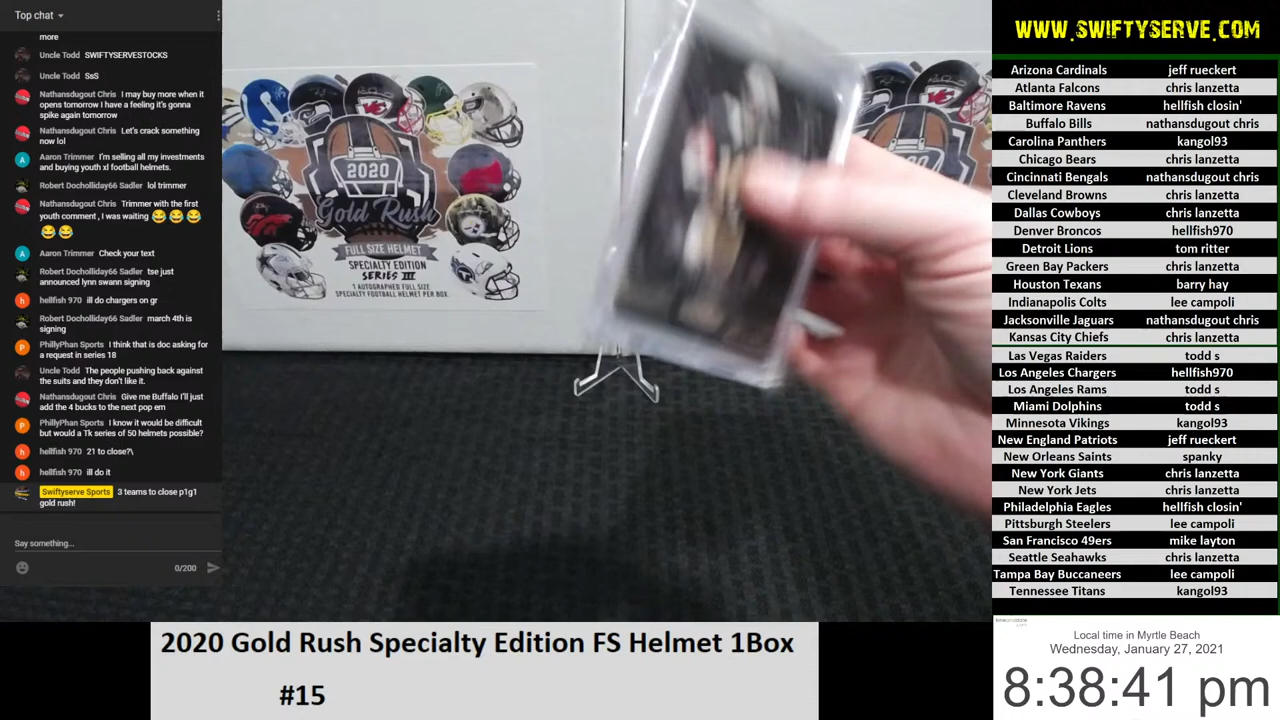 Top chat
more
Uncle Todd SWIFTYSERVESTOCKS
Uncle Todd SsS
Nathansdugout Chris I may buy more when it
opens tomorrow I have a feeling it's gonna
spike again tomorrow
Nathansdugout Chris Let's crack something
now lol
Aaron Trimmer I'm selling all my investments
and buying youth xl football helmets.
Robert Docholliday66 Sadler lol trimmer
Nathansdugout Chris Trimmer with the first
youth comment , I was waiting 😂😂😂
😂😂
Aaron Trimmer Check your text
Robert Docholliday66 Sadler tse just
announced lynn swann signing
hellfish 970 ill do chargers on gr
Robert Docholliday66 Sadler march 4th is
signing
PhillyPhan Sports I think that is doc asking for
a request in series 18
Uncle Todd The people pushing back against
the suits and they don't like it.
Nathansdugout Chris Give me Buffalo I'll just
add the 4 bucks to the next pop em
PhillyPhan Sports I know it would be difficult
but would a Tk series of 50 helmets possible?
hellfish 970 21 to close?\
hellfish 970 ill do it
Swiftyserve Sports 3 teams to close p1g1
gold rush!
Say something...
0/200
2020
Gold Rush
FULL SIZE HELMET
SPECIALTY EDITION
SERIES III
1 AUTOGRAPHED FULL SIZE
SPECIALTY FOOTBALL HELMET PER BOX.
2020 Gold Rush Specialty Edition FS Helmet 1Box
#15
WWW.SWIFTYSERVE.COM
Arizona Cardinals jeff rueckert
Atlanta Falcons chris lanzetta
Baltimore Ravens hellfish closin'
Buffalo Bills nathansdugout chris
Carolina Panthers kangol93
Chicago Bears chris lanzetta
Cincinnati Bengals nathansdugout chris
Cleveland Browns chris lanzetta
Dallas Cowboys chris lanzetta
Denver Broncos hellfish970
Detroit Lions tom ritter
Green Bay Packers chris lanzetta
Houston Texans barry hay
Indianapolis Colts lee campoli
Jacksonville Jaguars nathansdugout chris
Kansas City Chiefs chris lanzetta
Las Vegas Raiders todd s
Los Angeles Chargers hellfish970
Los Angeles Rams todd s
Miami Dolphins todd s
Minnesota Vikings kangol93
New England Patriots jeff rueckert
New Orleans Saints spanky
New York Giants chris lanzetta
New York Jets chris lanzetta
Philadelphia Eagles hellfish closin'
Pittsburgh Steelers lee campoli
San Francisco 49ers mike layton
Seattle Seahawks chris lanzetta
Tampa Bay Buccaneers lee campoli
Tennessee Titans kangol93
Local time in Myrtle Beach
Wednesday, January 27, 2021
8:38:41 pm